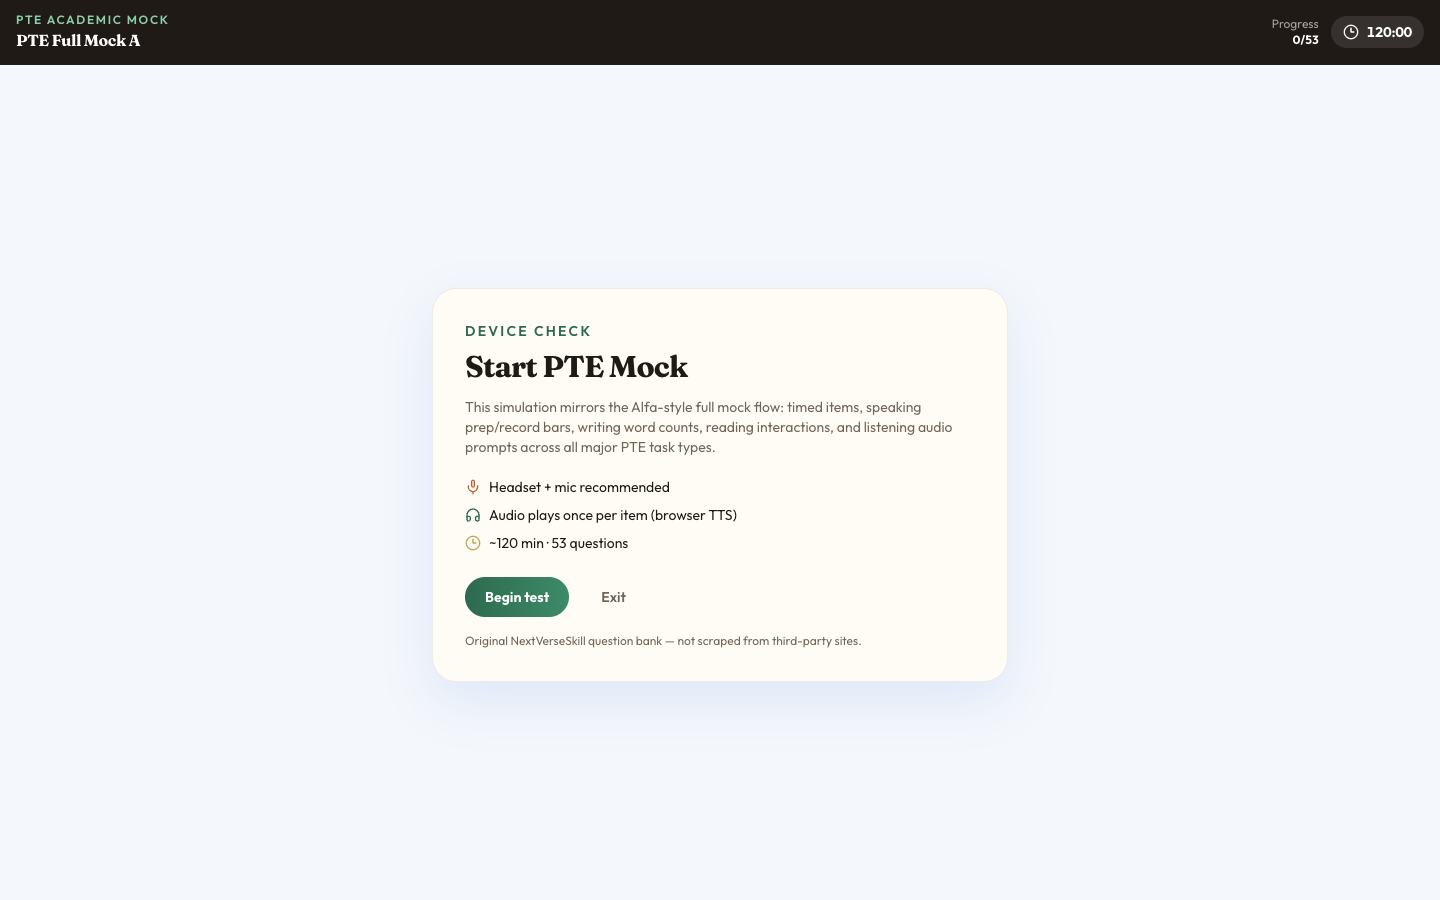 PTE ACADEMIC MOCK
PTE Full Mock A
Progress
0/53
120:00
DEVICE CHECK
Start PTE Mock
This simulation mirrors the Alfa-style full mock flow: timed items, speaking
prep/record bars, writing word counts, reading interactions, and listening audio
prompts across all major PTE task types.
Headset + mic recommended
Audio plays once per item (browser TTS)
~120 min · 53 questions
Begin test
Exit
Original NextVerseSkill question bank — not scraped from third-party sites.